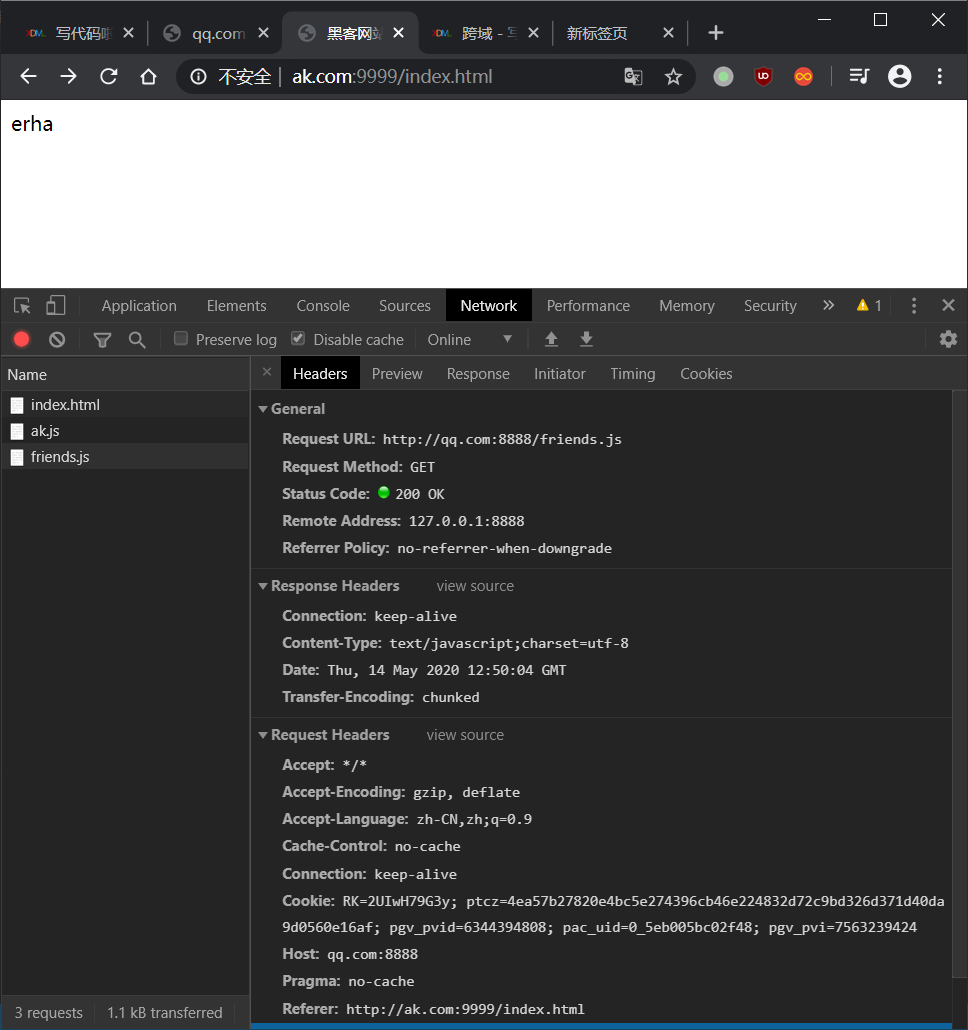 XDM 写代码啦
qq.com
黑客网站
XDM 跨域 - 写
新标签页
不安全 ak.com:9999/index.html
UD
erha
Application Elements Console Sources Network Performance Memory Security » 1
Preserve log Disable cache Online
Name
Headers Preview Response Initiator Timing Cookies
index.html
ak.js
friends.js
General
Request URL: http://qq.com:8888/friends.js
Request Method: GET
Status Code: 200 OK
Remote Address: 127.0.0.1:8888
Referrer Policy: no-referrer-when-downgrade
Response Headers view source
Connection: keep-alive
Content-Type: text/javascript;charset=utf-8
Date: Thu, 14 May 2020 12:50:04 GMT
Transfer-Encoding: chunked
Request Headers view source
Accept: */*
Accept-Encoding: gzip, deflate
Accept-Language: zh-CN,zh;q=0.9
Cache-Control: no-cache
Connection: keep-alive
Cookie: RK=2UIwH79G3y; ptcz=4ea57b27820e4bc5e274396cb46e224832d72c9bd326d371d40da
9d0560e16af; pgv_pvid=6344394808; pac_uid=0_5eb005bc02f48; pgv_pvi=7563239424
Host: qq.com:8888
Pragma: no-cache
Referer: http://ak.com:9999/index.html
3 requests 1.1 kB transferred